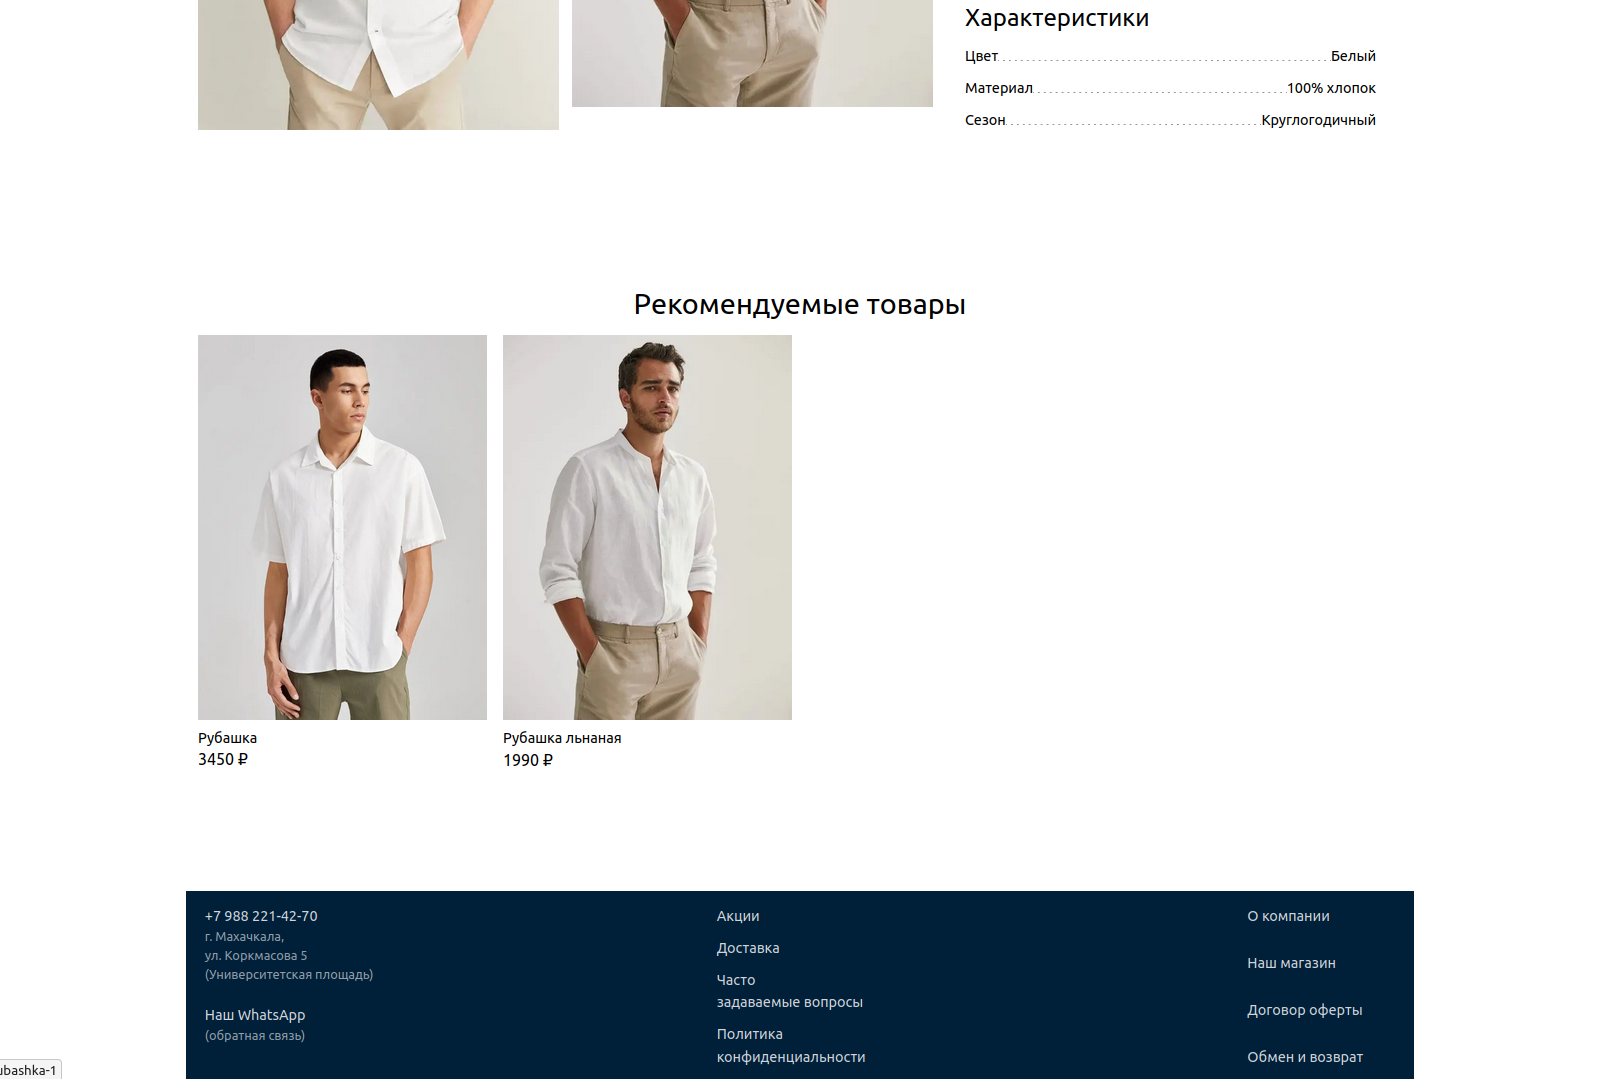 Характеристики
Цвет Белый
Материал 100% хлопок
Сезон Круглогодичный
Рекомендуемые товары
Рубашка
3450 ₽
Рубашка льнаная
1990 ₽
+7 988 221-42-70
г. Махачкала,
ул. Коркмасова 5
(Университетская площадь)
Наш WhatsApp
(обратная связь)
Акции
Доставка
Часто
задаваемые вопросы
Политика
конфиденциальности
О компании
Наш магазин
Договор оферты
Обмен и возврат
ubashka-1